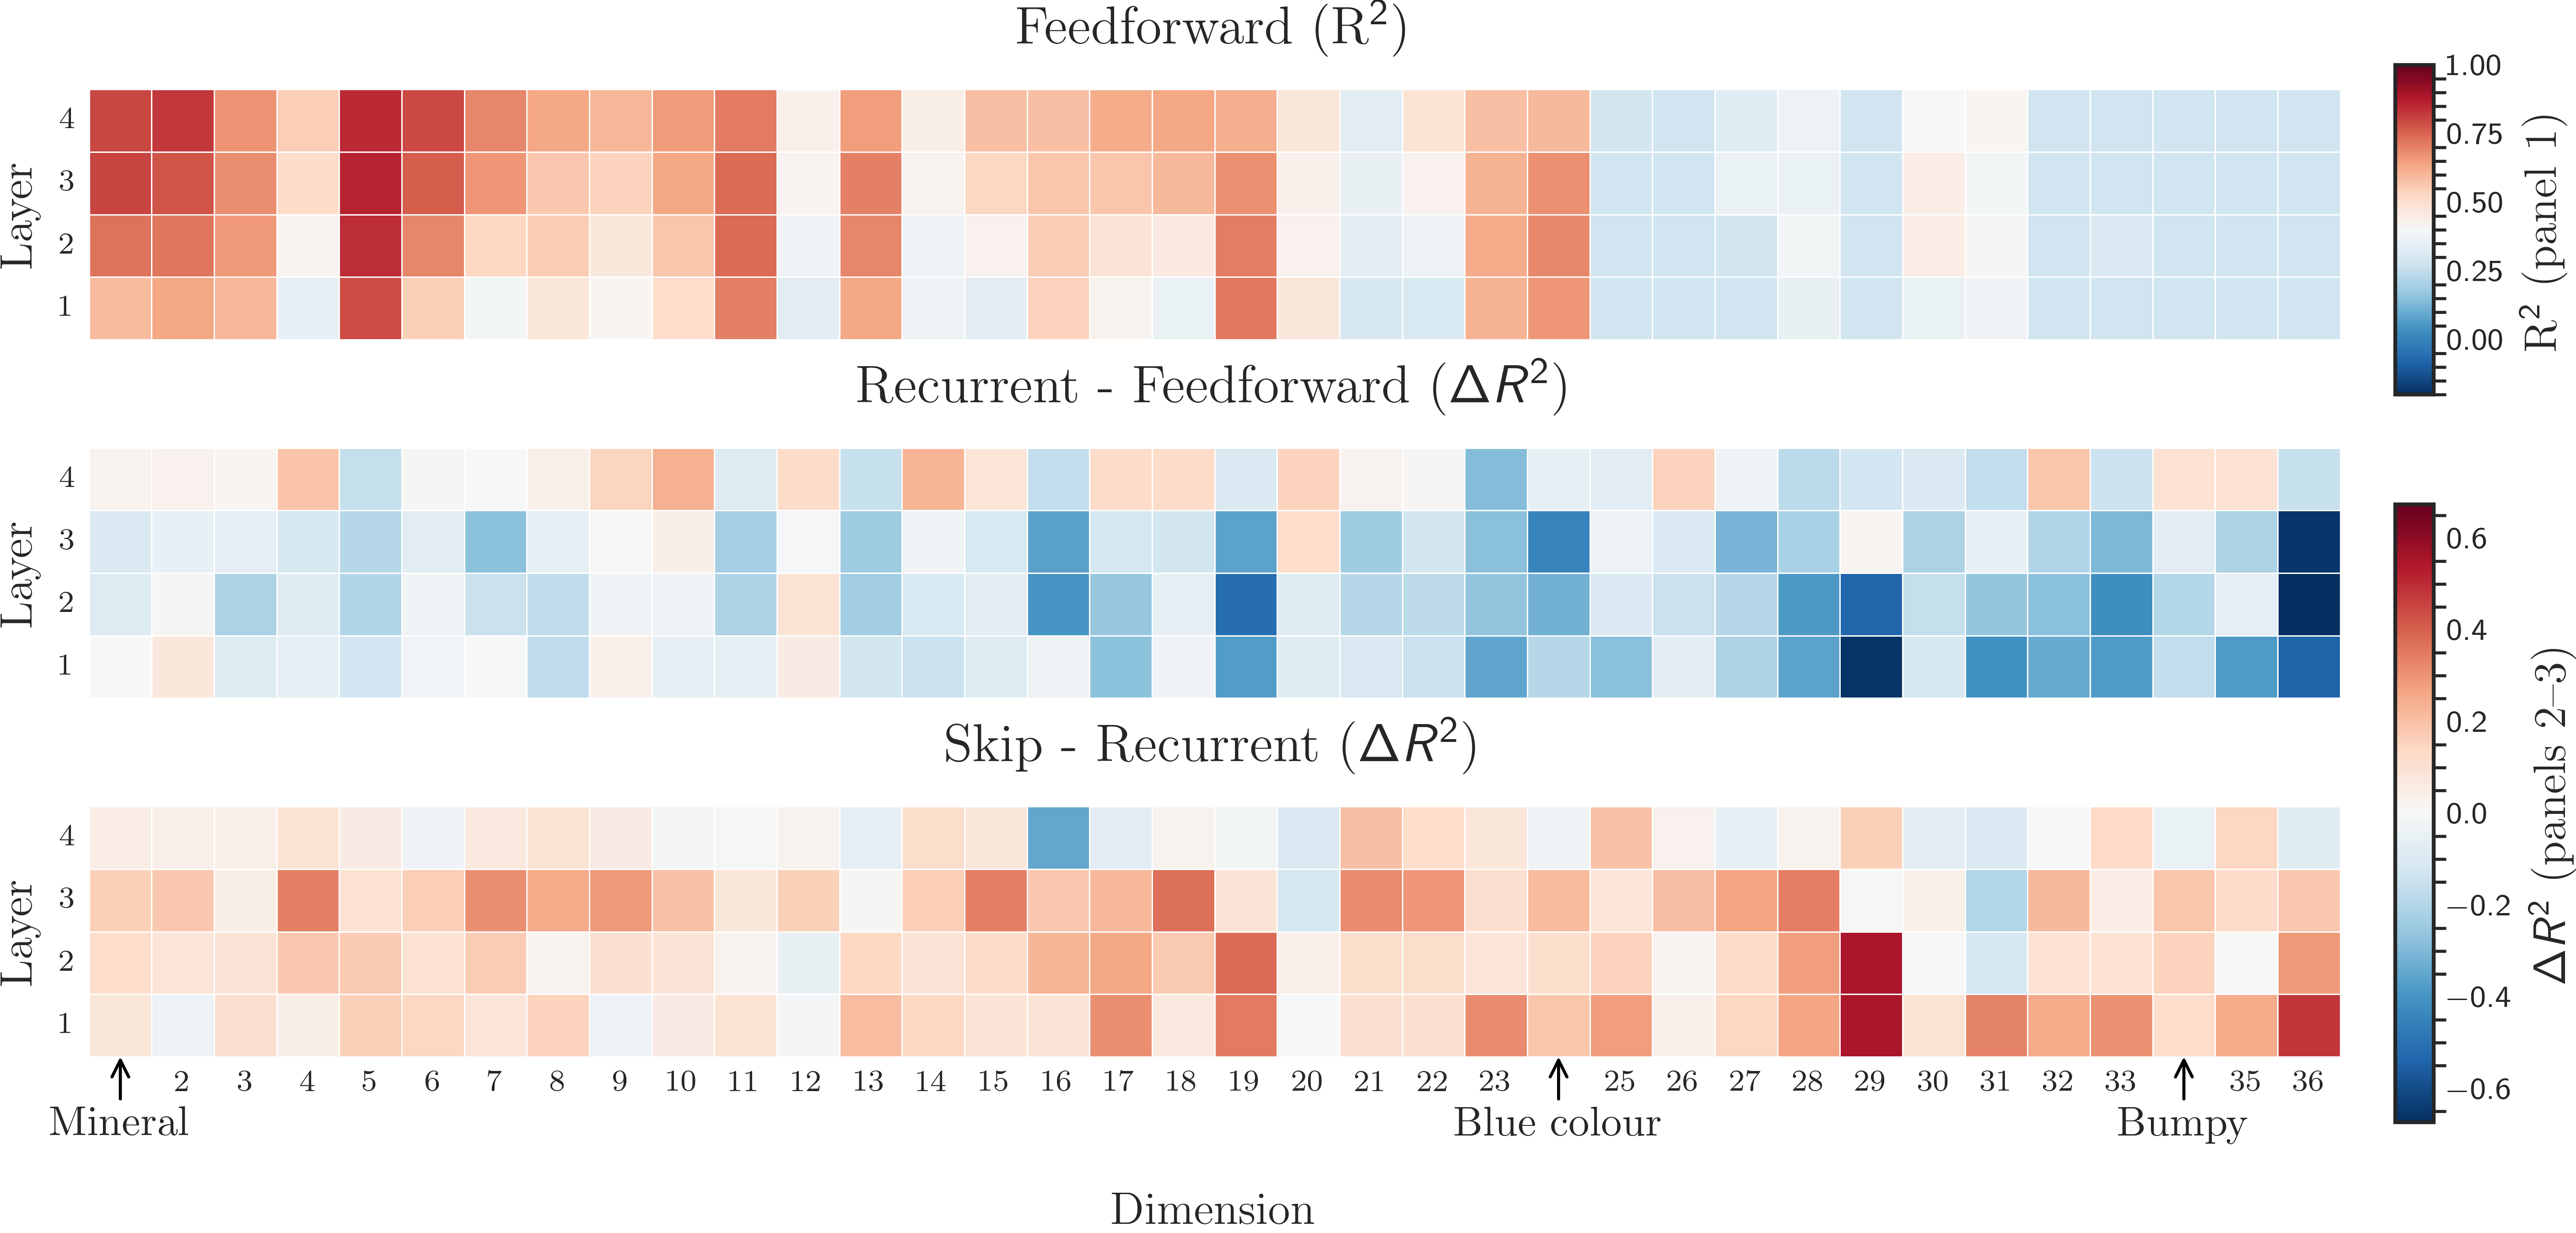 Feedforward (R²)
Layer
4
3
2
1
1.00
0.75
0.50
0.25
0.00
R² (panel 1)
Recurrent - Feedforward (ΔR²)
Layer
4
3
2
1
Skip - Recurrent (ΔR²)
Layer
4
3
2
1
0.6
0.4
0.2
0.0
−0.2
−0.4
−0.6
ΔR² (panels 2–3)
2 3 4 5 6 7 8 9 10 11 12 13 14 15 16 17 18 19 20 21 22 23 25 26 27 28 29 30 31 32 33 35 36
Mineral Blue colour Bumpy
Dimension